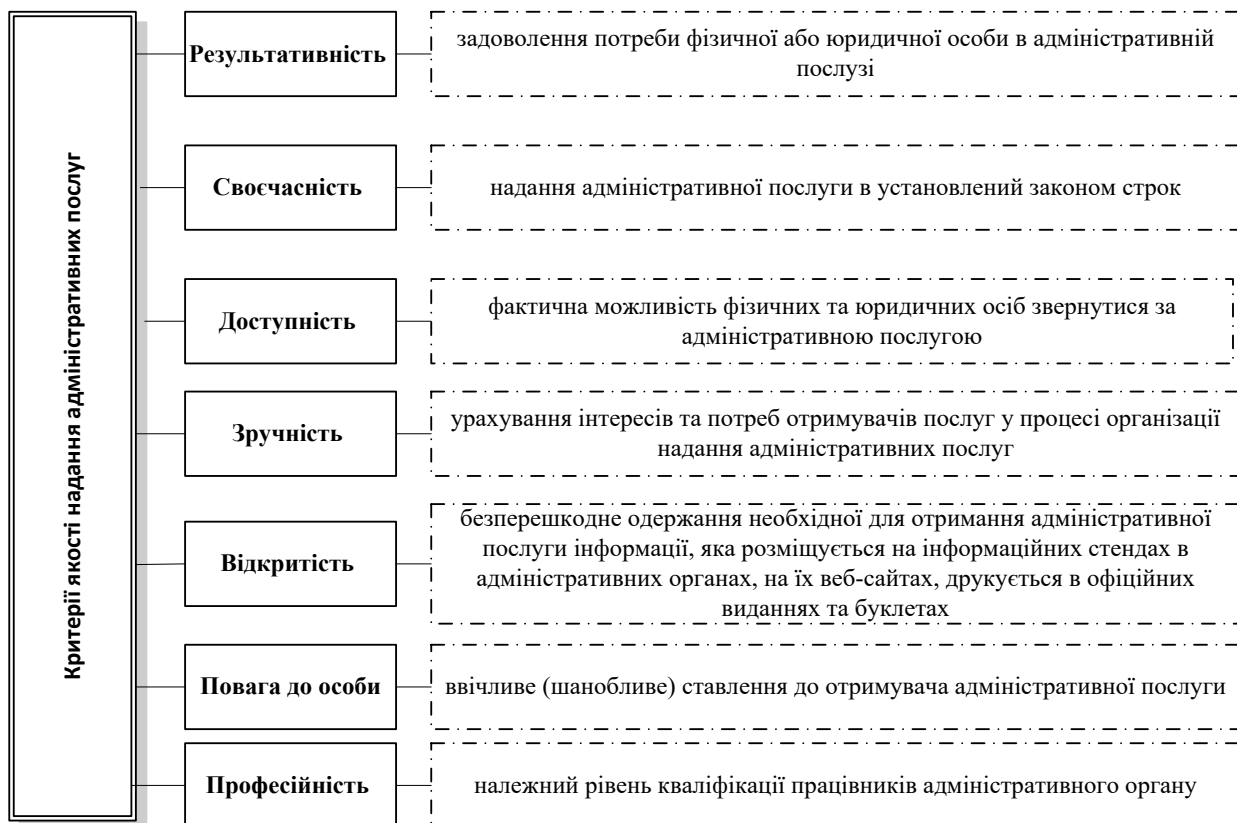 Критерії якості надання адміністративних послуг
Результативність
задоволення потреби фізичної або юридичної особи в адміністративній
послузі
Своєчасність
надання адміністративної послуги в установлений законом строк
Доступність
фактична можливість фізичних та юридичних осіб звернутися за
адміністративною послугою
Зручність
урахування інтересів та потреб отримувачів послуг у процесі організації
надання адміністративних послуг
Відкритість
безперешкодне одержання необхідної для отримання адміністративної
послуги інформації, яка розміщується на інформаційних стендах в
адміністративних органах, на їх веб-сайтах, друкується в офіційних
виданнях та буклетах
Повага до особи
ввічливе (шанобливе) ставлення до отримувача адміністративної послуги
Професійність
належний рівень кваліфікації працівників адміністративного органу